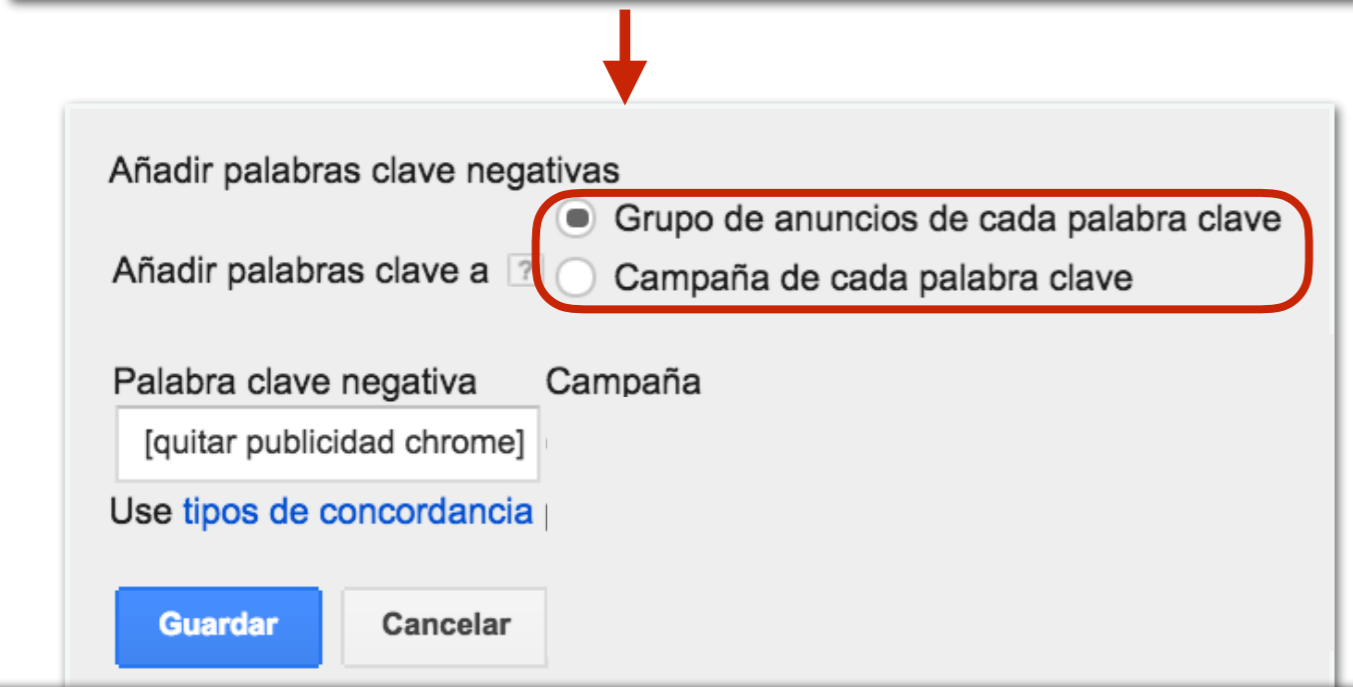 Añadir palabras clave negativas
Grupo de anuncios de cada palabra clave
Añadir palabras clave a ?
Campaña de cada palabra clave
Palabra clave negativa Campaña
[quitar publicidad chrome]
Use tipos de concordancia
Guardar Cancelar